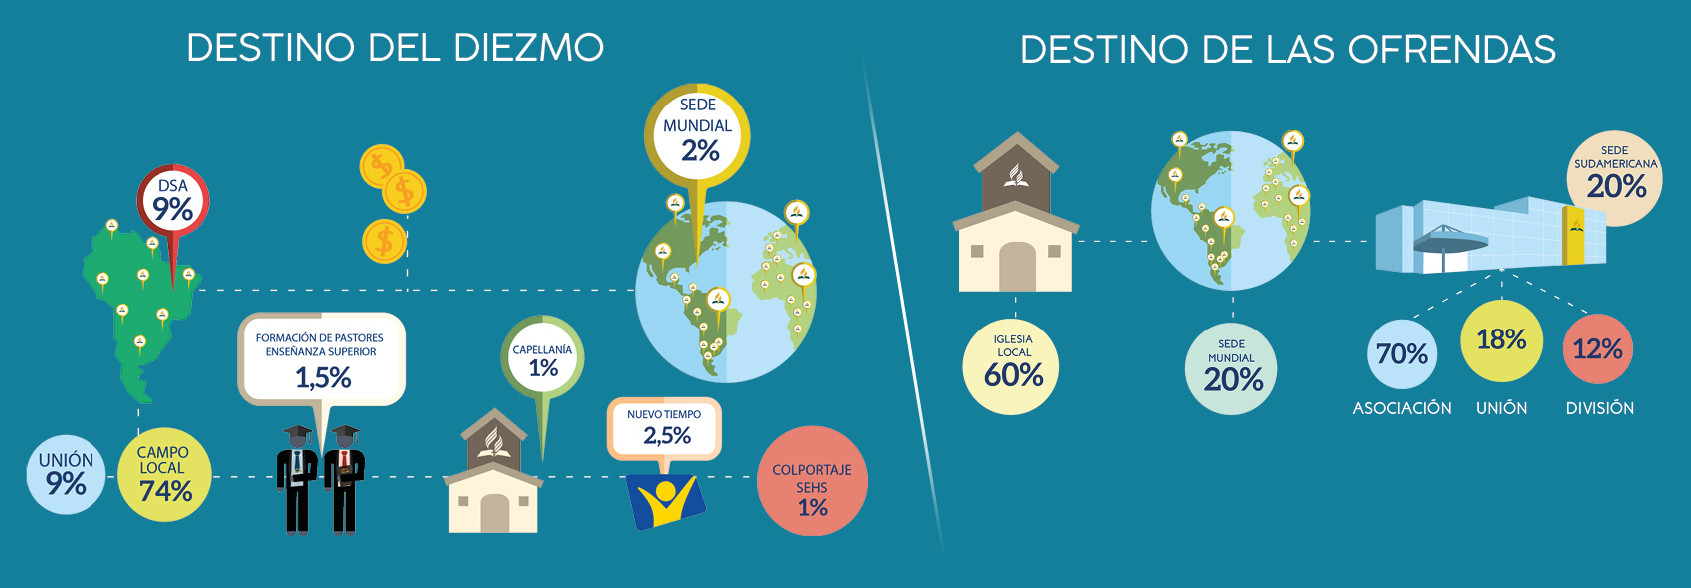 DESTINO DEL DIEZMO
SEDE
MUNDIAL
2%
DSA
9%
$
$
$
FORMACIÓN DE PASTORES
ENSEÑANZA SUPERIOR
1,5%
CAPELLANÍA
1%
NUEVO TIEMPO
2,5%
UNIÓN
9%
CAMPO
LOCAL
74%
COLPORTAJE
SEHS
1%
DESTINO DE LAS OFRENDAS
SEDE
SUDAMERICANA
20%
IGLESIA
LOCAL
60%
SEDE
MUNDIAL
20%
70%
18%
12%
ASOCIACIÓN
UNIÓN
DIVISIÓN